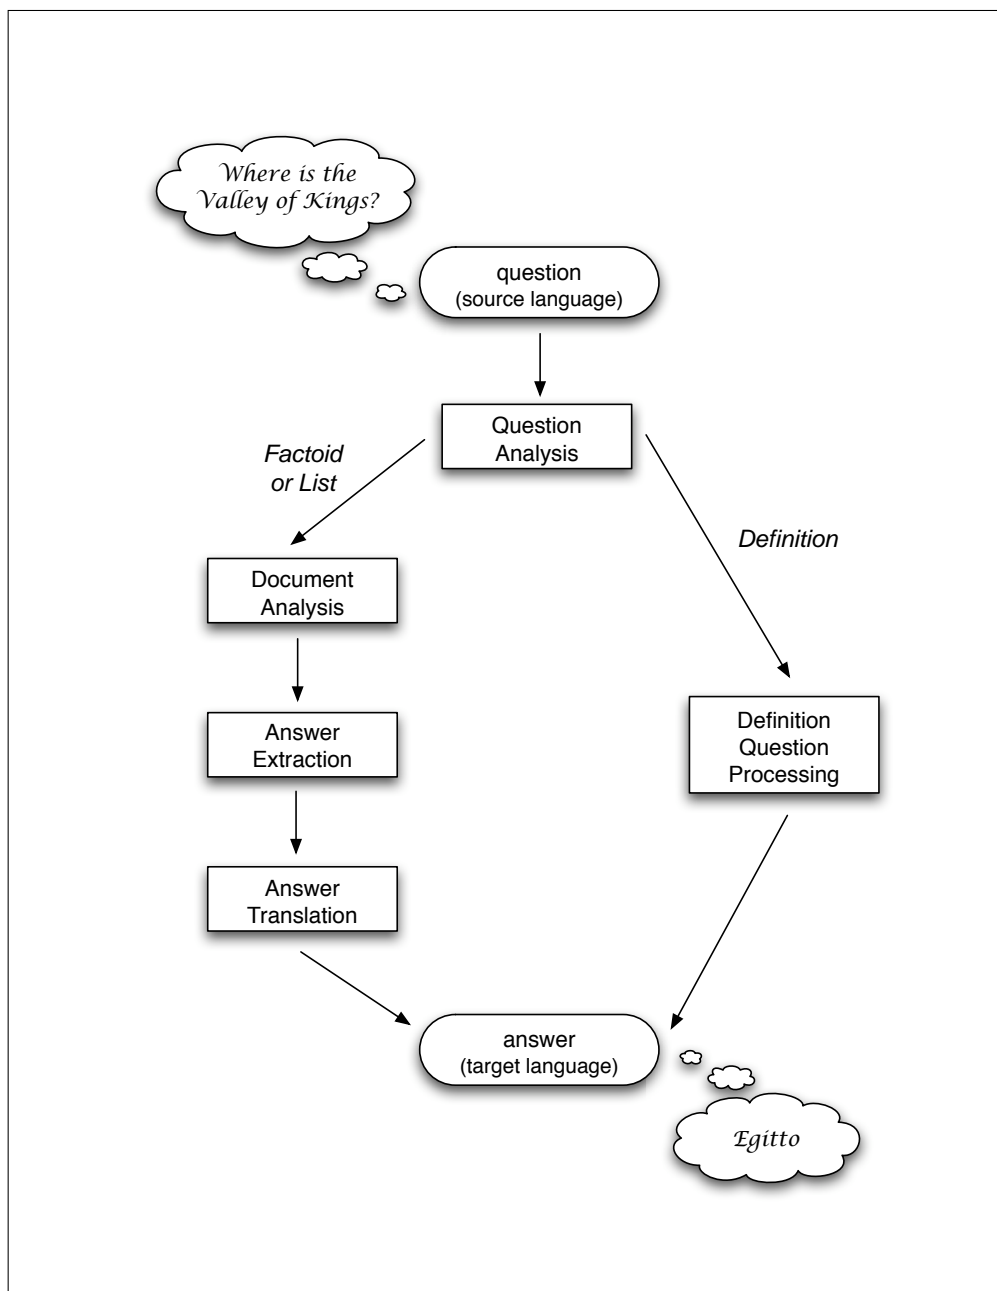 Where is the
Valley of Kings?
question
(source language)
Question
Analysis
Factoid
or List
Definition
Document
Analysis
Answer
Extraction
Definition
Question
Processing
Answer
Translation
answer
(target language)
Egitto